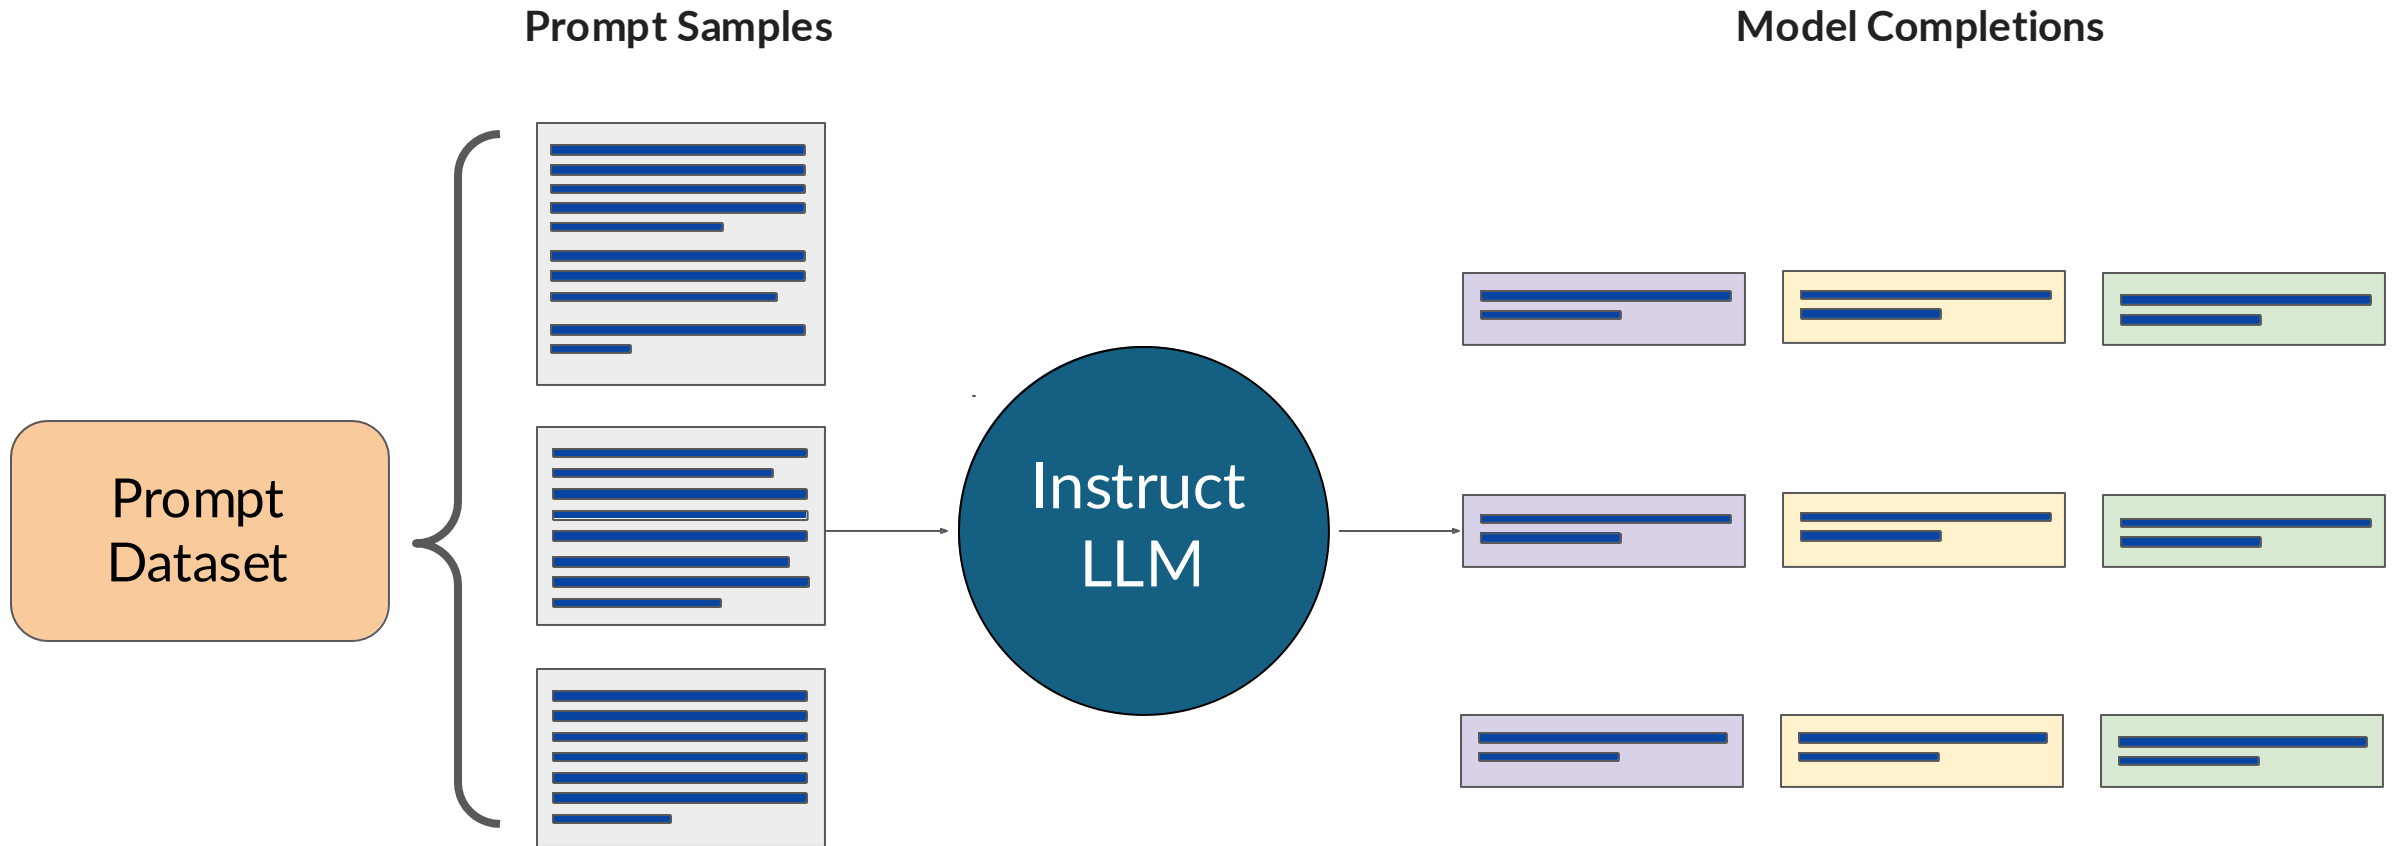 Prompt Samples
Model Completions
Prompt
Dataset
Instruct
LLM